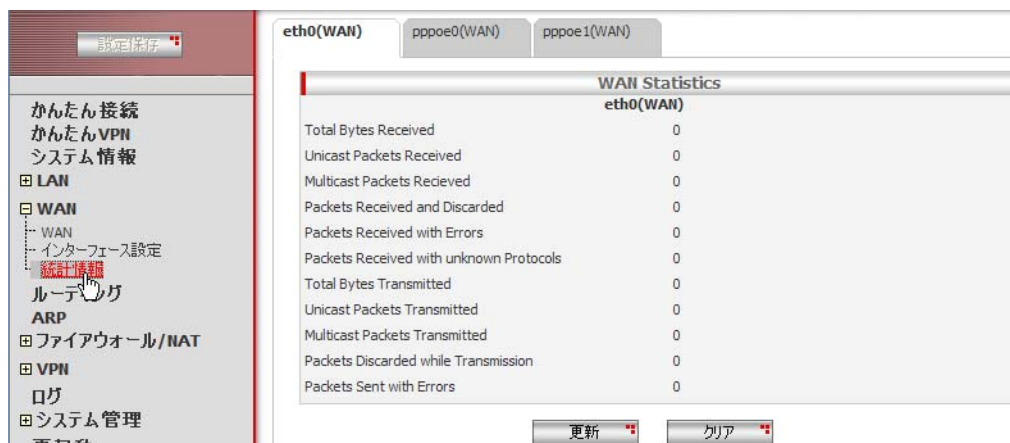 設定保存
かんたん接続
かんたんVPN
システム情報
LAN
WAN
WAN
インターフェース設定
統計情報
ルーティング
ARP
ファイアウォール/NAT
VPN
ログ
システム管理
再起動
eth0(WAN) pppoe0(WAN) pppoe1(WAN)
WAN Statistics
eth0(WAN)
Total Bytes Received 0
Unicast Packets Received 0
Multicast Packets Recieved 0
Packets Received and Discarded 0
Packets Received with Errors 0
Packets Received with unknown Protocols 0
Total Bytes Transmitted 0
Unicast Packets Transmitted 0
Multicast Packets Transmitted 0
Packets Discarded while Transmission 0
Packets Sent with Errors 0
更新 クリア